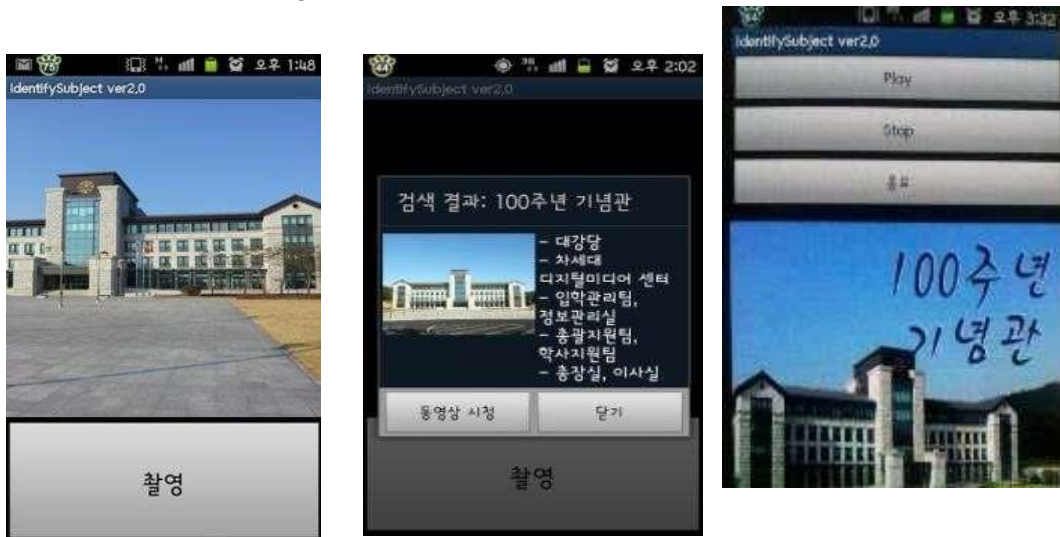 75
오후 1:48
identifySubject ver2.0
촬영
44
3G
오후 2:02
identifySubject ver2.0
검색 결과: 100주년 기념관
- 대강당
- 차세대
디지털미디어 센터
- 입학관리팀,
정보관리실
- 총괄지원팀,
학사지원팀
- 총장실, 이사실
동영상 시청
닫기
촬영
오후 3:32
identifySubject ver2.0
Play
Stop
종료
100주년
기념관